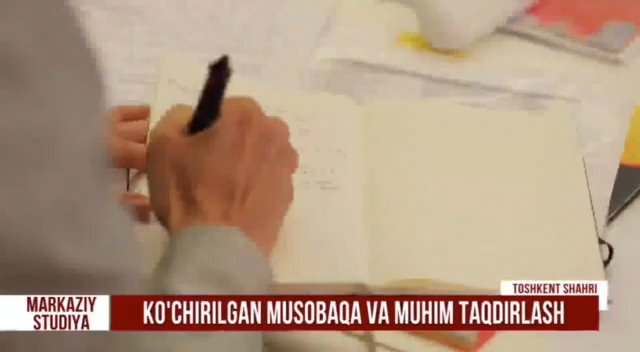 TOSHKENT SHAHRI
MARKAZIY
STUDIYA
KO'CHIRILGAN MUSOBAQA VA MUHIM TAQDIRLASH